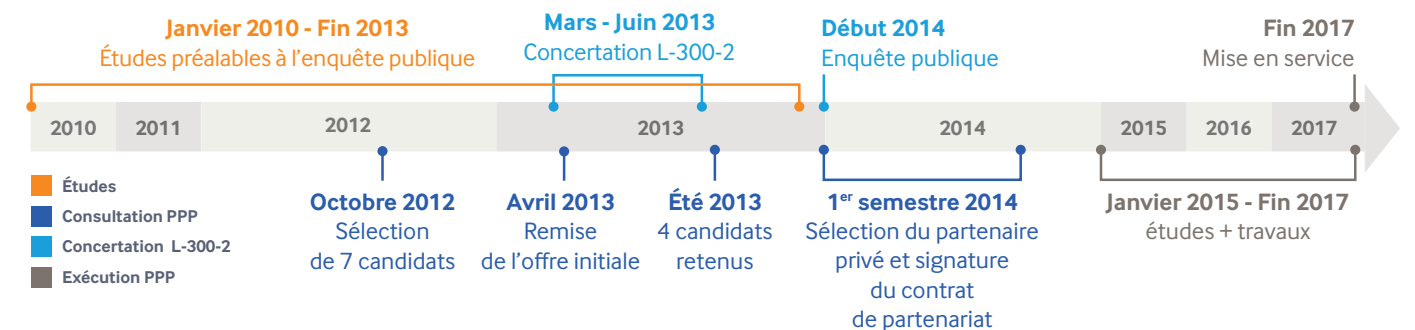 Janvier 2010 - Fin 2013
Études préalables à l'enquête publique
Mars - Juin 2013
Concertation L-300-2
Début 2014
Enquête publique
Fin 2017
Mise en service
2010
2011
2012
2013
2014
2015
2016
2017
Études
Consultation PPP
Concertation L-300-2
Exécution PPP
Octobre 2012
Sélection
de 7 candidats
Avril 2013
Remise
de l'offre initiale
Été 2013
4 candidats
retenus
1er semestre 2014
Sélection du partenaire
privé et signature
du contrat
de partenariat
Janvier 2015 - Fin 2017
études + travaux